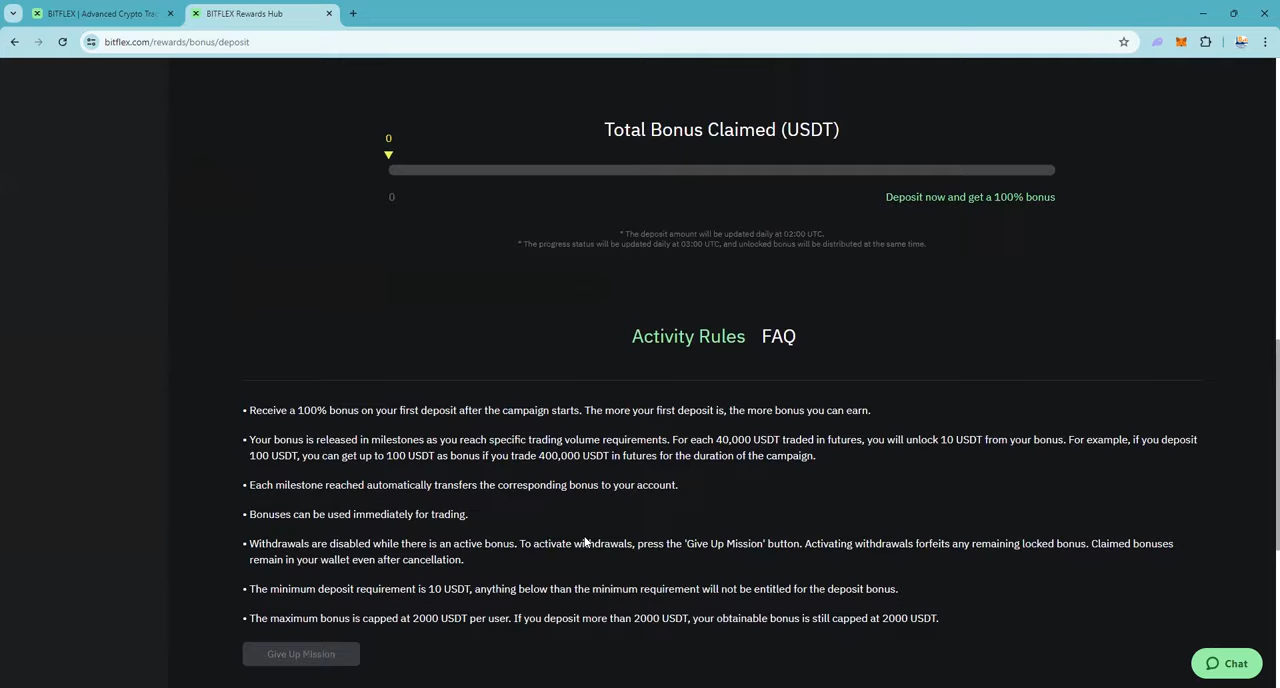 BITFLEX | Advanced Crypto Tra
BITFLEX Rewards Hub
bitflex.com/rewards/bonus/deposit
Total Bonus Claimed (USDT)
0
0
Deposit now and get a 100% bonus
* The deposit amount will be updated daily at 02:00 UTC.
* The progress status will be updated daily at 03:00 UTC, and unlocked bonus will be distributed at the same time.
Activity Rules FAQ
• Receive a 100% bonus on your first deposit after the campaign starts. The more your first deposit is, the more bonus you can earn.
• Your bonus is released in milestones as you reach specific trading volume requirements. For each 40,000 USDT traded in futures, you will unlock 10 USDT from your bonus. For example, if you deposit
100 USDT, you can get up to 100 USDT as bonus if you trade 400,000 USDT in futures for the duration of the campaign.
• Each milestone reached automatically transfers the corresponding bonus to your account.
• Bonuses can be used immediately for trading.
• Withdrawals are disabled while there is an active bonus. To activate withdrawals, press the 'Give Up Mission' button. Activating withdrawals forfeits any remaining locked bonus. Claimed bonuses
remain in your wallet even after cancellation.
• The minimum deposit requirement is 10 USDT, anything below than the minimum requirement will not be entitled for the deposit bonus.
• The maximum bonus is capped at 2000 USDT per user. If you deposit more than 2000 USDT, your obtainable bonus is still capped at 2000 USDT.
Give Up Mission
Chat